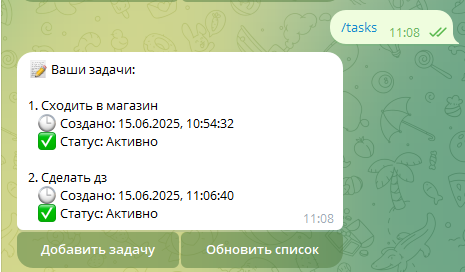 /tasks 11:08
📝 Ваши задачи:
1. Сходить в магазин
🕒 Создано: 15.06.2025, 10:54:32
✅ Статус: Активно
2. Сделать дз
🕒 Создано: 15.06.2025, 11:06:40
✅ Статус: Активно
11:08
Добавить задачу
Обновить список